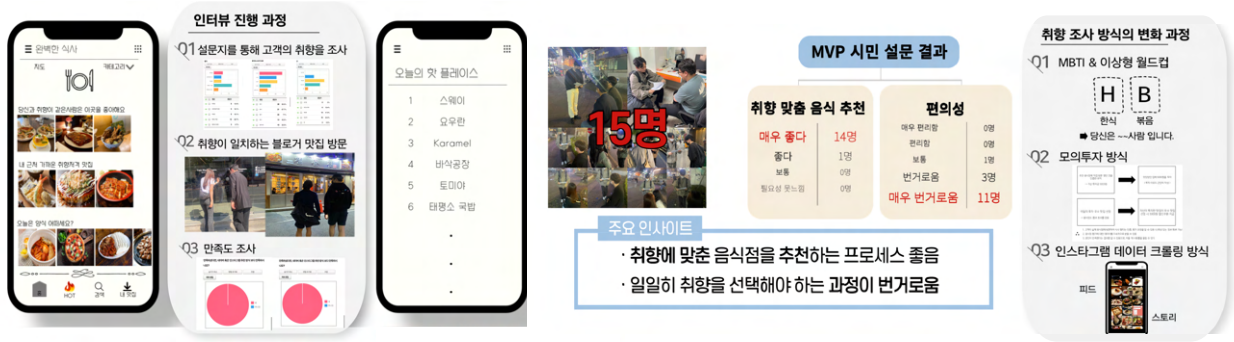 완벽한 식사
지도
카테고리
당신과 취향이 같은사람은 이곳을 좋아해요
내 근처 가까운 취향저격 맛집
오늘은 양식 어떠세요?
HOT
검색
내 맛집
인터뷰 진행 과정
01 설문지를 통해 고객의 취향을 조사
02 취향이 일치하는 블로거 맛집 방문
03 만족도 조사
오늘의 핫 플레이스
1 스웨이
2 요우란
3 Karamel
4 바삭공장
5 토미야
6 태평소 국밥
15명
MVP 시민 설문 결과
취향 맞춤 음식 추천
매우 좋다 14명
좋다 1명
보통 0명
필요성 못느낌 0명
편의성
매우 편리함 0명
편리함 0명
보통 1명
번거로움 3명
매우 번거로움 11명
주요 인사이트
· 취향에 맞춘 음식점을 추천하는 프로세스 좋음
· 일일히 취향을 선택해야 하는 과정이 번거로움
취향 조사 방식의 변화 과정
01 MBTI & 이상형 월드컵
H B
한식 볶음
➡ 당신은 ~~사람 입니다.
02 모의투자 방식
03 인스타그램 데이터 크롤링 방식
피드
스토리